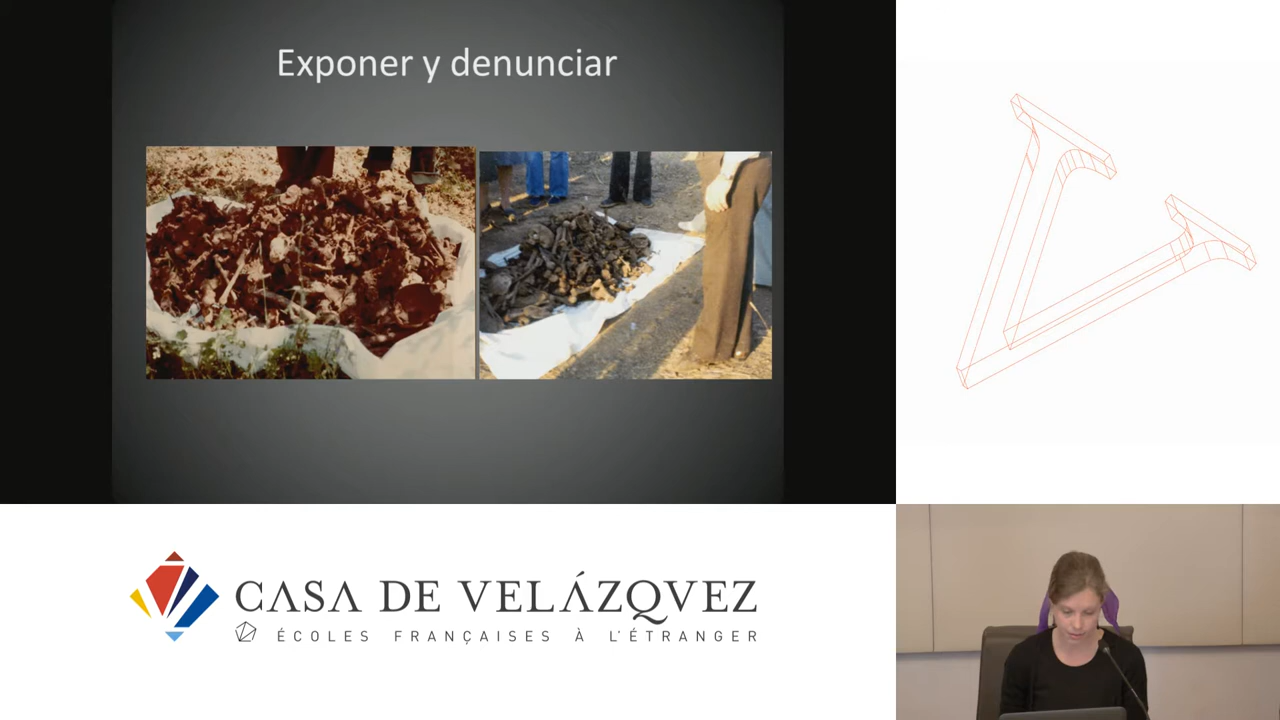 Exponer y denunciar
CASA DE VELÁZQVEZ
ÉCOLES FRANÇAISES À L'ÉTRANGER